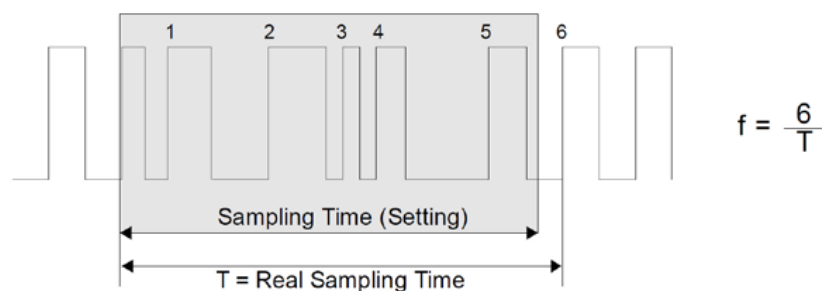 1 2 3 4 5 6
f = 6/T
Sampling Time (Setting)
T = Real Sampling Time